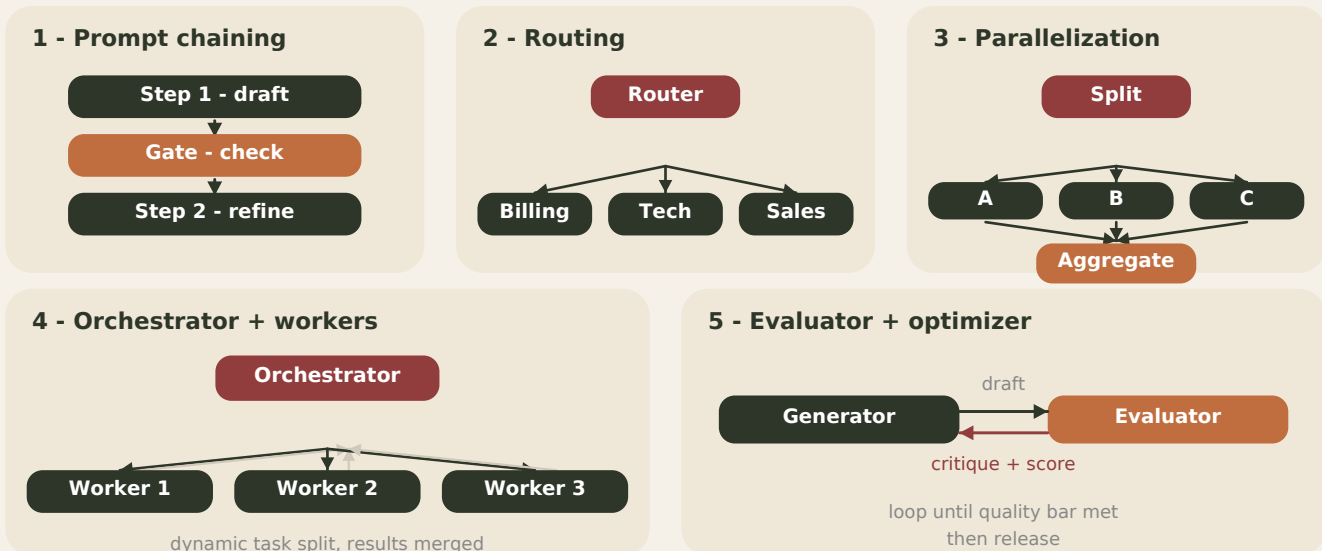 1 - Prompt chaining
Step 1 - draft
Gate - check
Step 2 - refine
2 - Routing
Router
Billing
Tech
Sales
3 - Parallelization
Split
A
B
C
Aggregate
4 - Orchestrator + workers
Orchestrator
Worker 1
Worker 2
Worker 3
dynamic task split, results merged
5 - Evaluator + optimizer
draft
Generator
Evaluator
critique + score
loop until quality bar met
then release